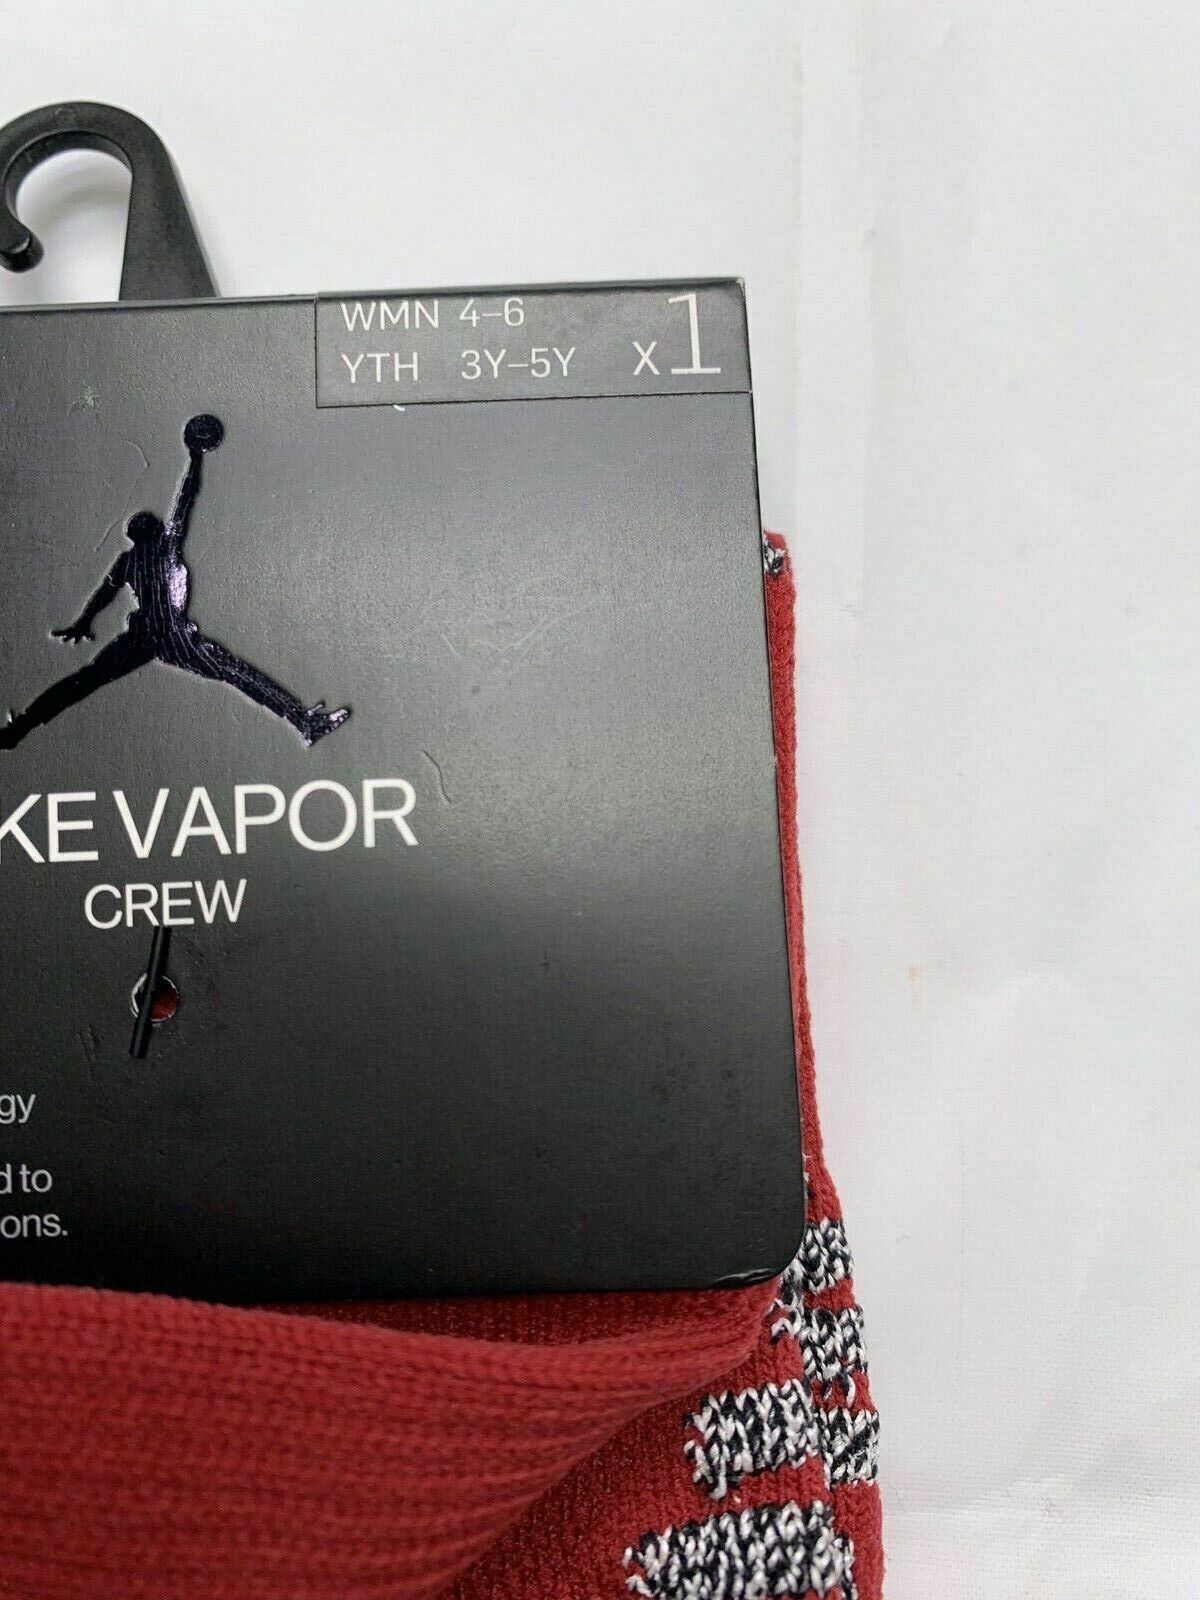 WMN 4–6
YTH 3Y–5Y x1
KE VAPOR
CREW
gy
d to
ons.